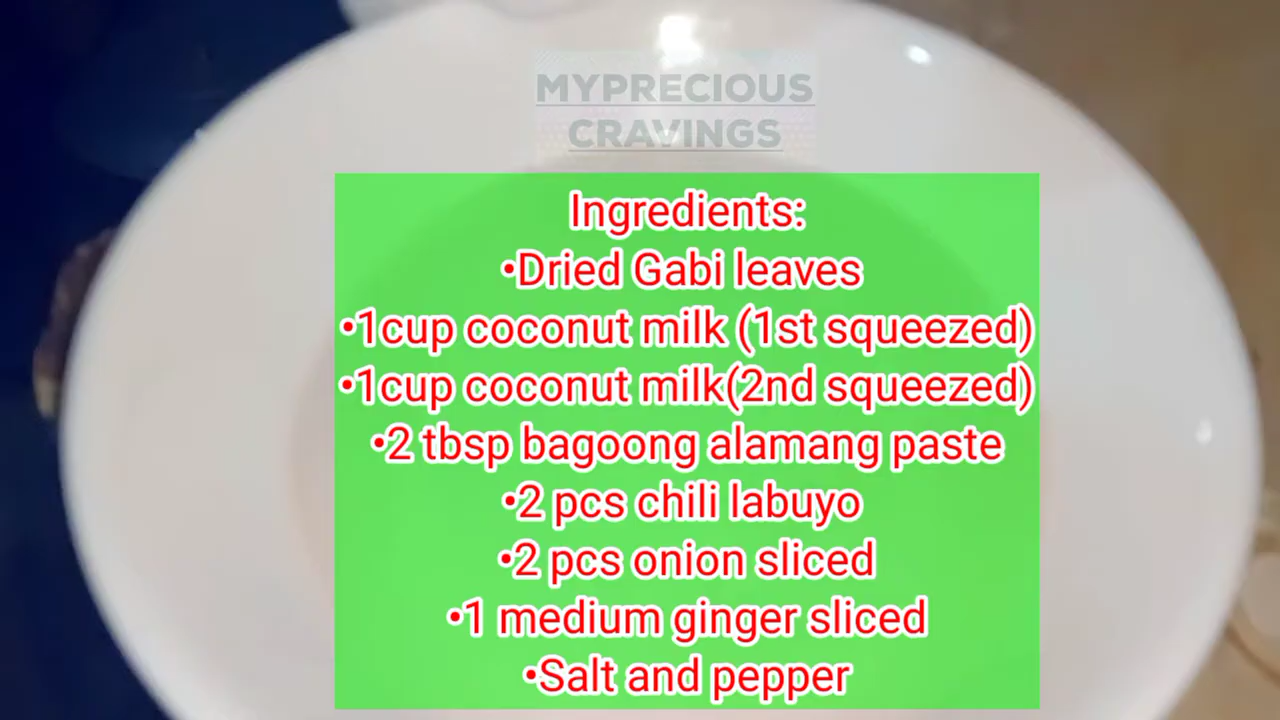 MYPRECIOUS
CRAVINGS
Ingredients:
•Dried Gabi leaves
•1cup coconut milk (1st squeezed)
•1cup coconut milk(2nd squeezed)
•2 tbsp bagoong alamang paste
•2 pcs chili labuyo
•2 pcs onion sliced
•1 medium ginger sliced
•Salt and pepper